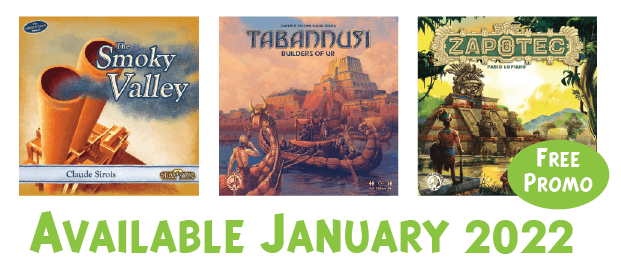 The
Smoky
Valley
Claude Sirois
TABANNUSI
BUILDERS OF UR
ZAPOTEC
FABIO LOPIANO
FREE
PROMO
AVAILABLE JANUARY 2022